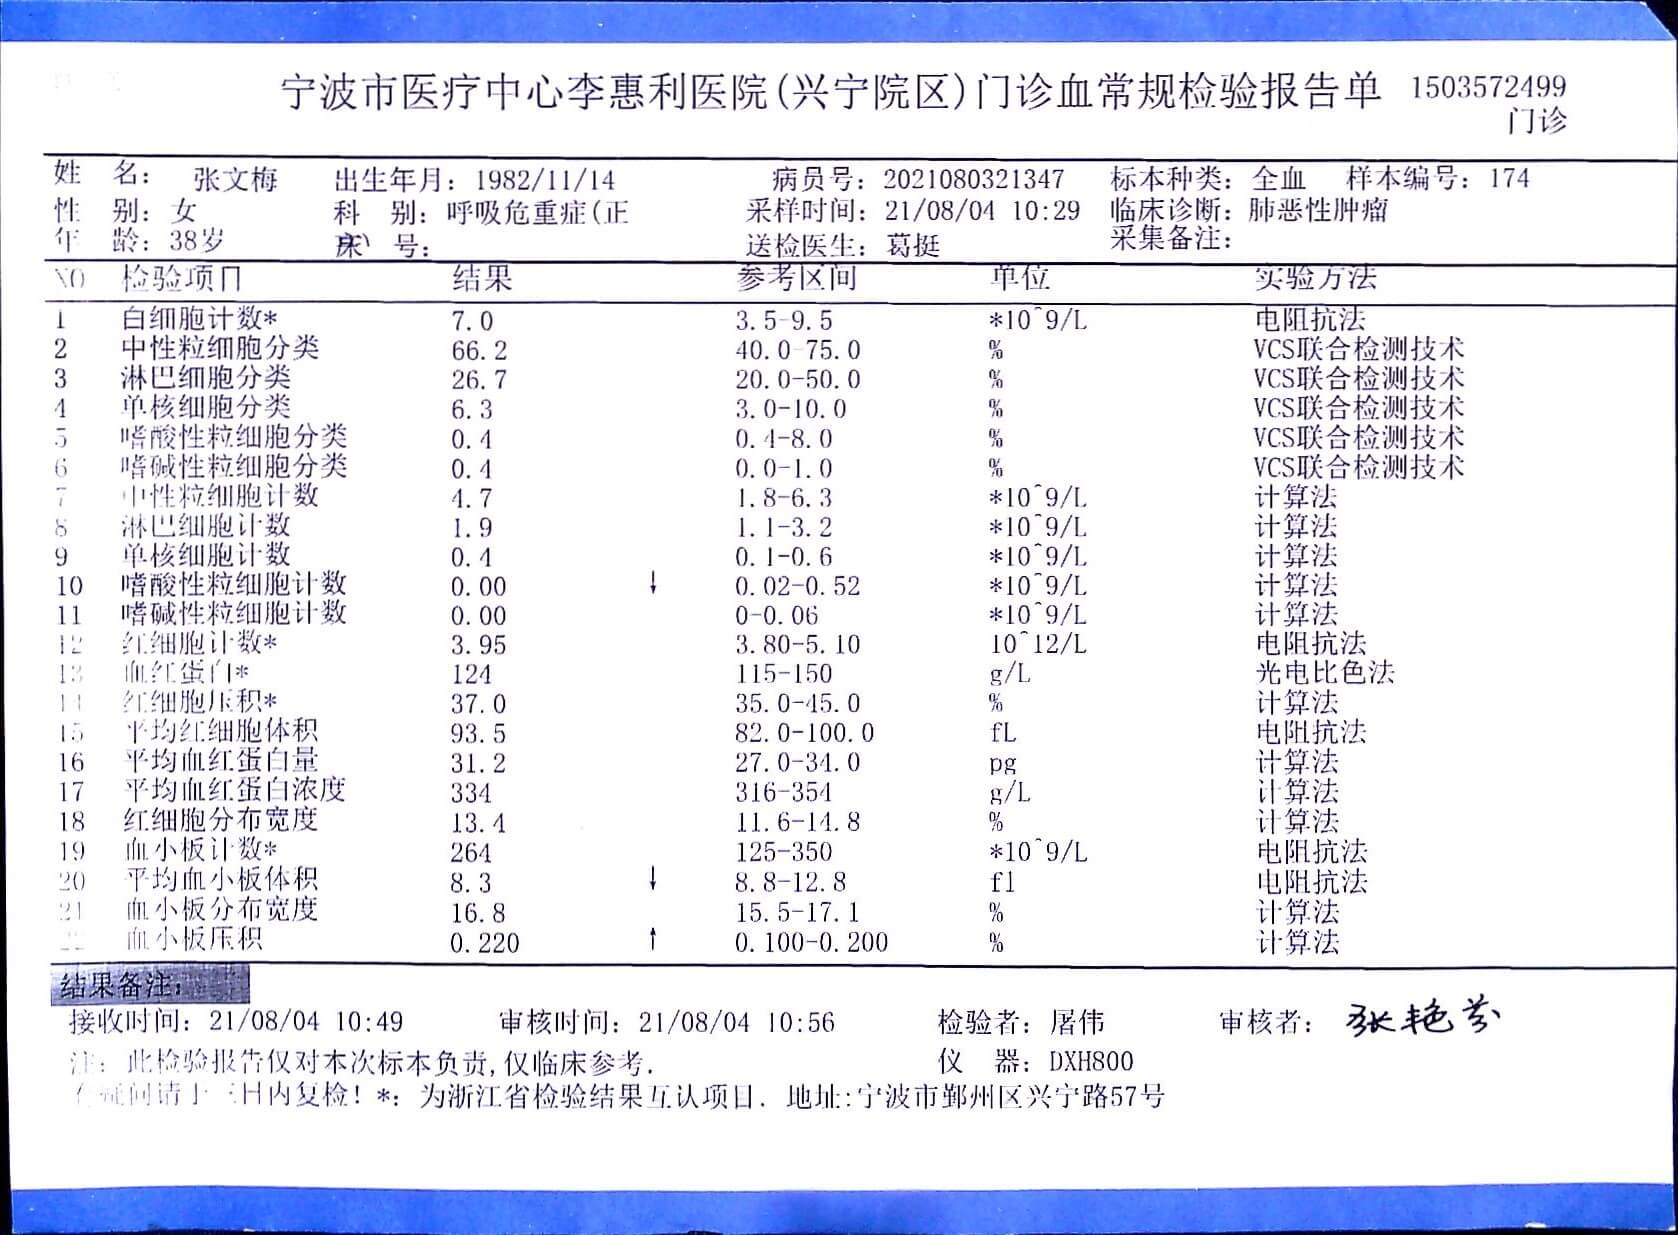 宁波市医疗中心李惠利医院(兴宁院区)门诊血常规检验报告单 1503572499
门诊
姓 名: 张文梅 出生年月: 1982/11/14 病员号: 2021080321347 标本种类: 全血 样本编号: 174
性 别: 女 科 别: 呼吸危重症(正 采样时间: 21/08/04 10:29 临床诊断: 肺恶性肿瘤
年 龄: 38岁 床 号: 送检医生: 葛挺 采集备注:
NO 检验项目 结果 参考区间 单位 实验方法
1 白细胞计数* 7.0 3.5-9.5 *10^9/L 电阻抗法
2 中性粒细胞分类 66.2 40.0-75.0 % VCS联合检测技术
3 淋巴细胞分类 26.7 20.0-50.0 % VCS联合检测技术
4 单核细胞分类 6.3 3.0-10.0 % VCS联合检测技术
5 嗜酸性粒细胞分类 0.4 0.4-8.0 % VCS联合检测技术
6 嗜碱性粒细胞分类 0.4 0.0-1.0 % VCS联合检测技术
7 中性粒细胞计数 4.7 1.8-6.3 *10^9/L 计算法
8 淋巴细胞计数 1.9 1.1-3.2 *10^9/L 计算法
9 单核细胞计数 0.4 0.1-0.6 *10^9/L 计算法
10 嗜酸性粒细胞计数 0.00 ↓ 0.02-0.52 *10^9/L 计算法
11 嗜碱性粒细胞计数 0.00 0-0.06 *10^9/L 计算法
12 红细胞计数* 3.95 3.80-5.10 10^12/L 电阻抗法
13 血红蛋白* 124 115-150 g/L 光电比色法
14 红细胞压积* 37.0 35.0-45.0 % 计算法
15 平均红细胞体积 93.5 82.0-100.0 fL 电阻抗法
16 平均血红蛋白量 31.2 27.0-34.0 pg 计算法
17 平均血红蛋白浓度 334 316-354 g/L 计算法
18 红细胞分布宽度 13.4 11.6-14.8 % 计算法
19 血小板计数* 264 125-350 *10^9/L 电阻抗法
20 平均血小板体积 8.3 ↓ 8.8-12.8 fl 电阻抗法
21 血小板分布宽度 16.8 15.5-17.1 % 计算法
22 血小板压积 0.220 ↑ 0.100-0.200 % 计算法
结果备注:
接收时间: 21/08/04 10:49 审核时间: 21/08/04 10:56 检验者: 屠伟 审核者: 张艳芬
注: 此检验报告仅对本次标本负责,仅临床参考. 仪 器: DXH800
有疑问请于三日内复检! *: 为浙江省检验结果互认项目. 地址:宁波市鄞州区兴宁路57号